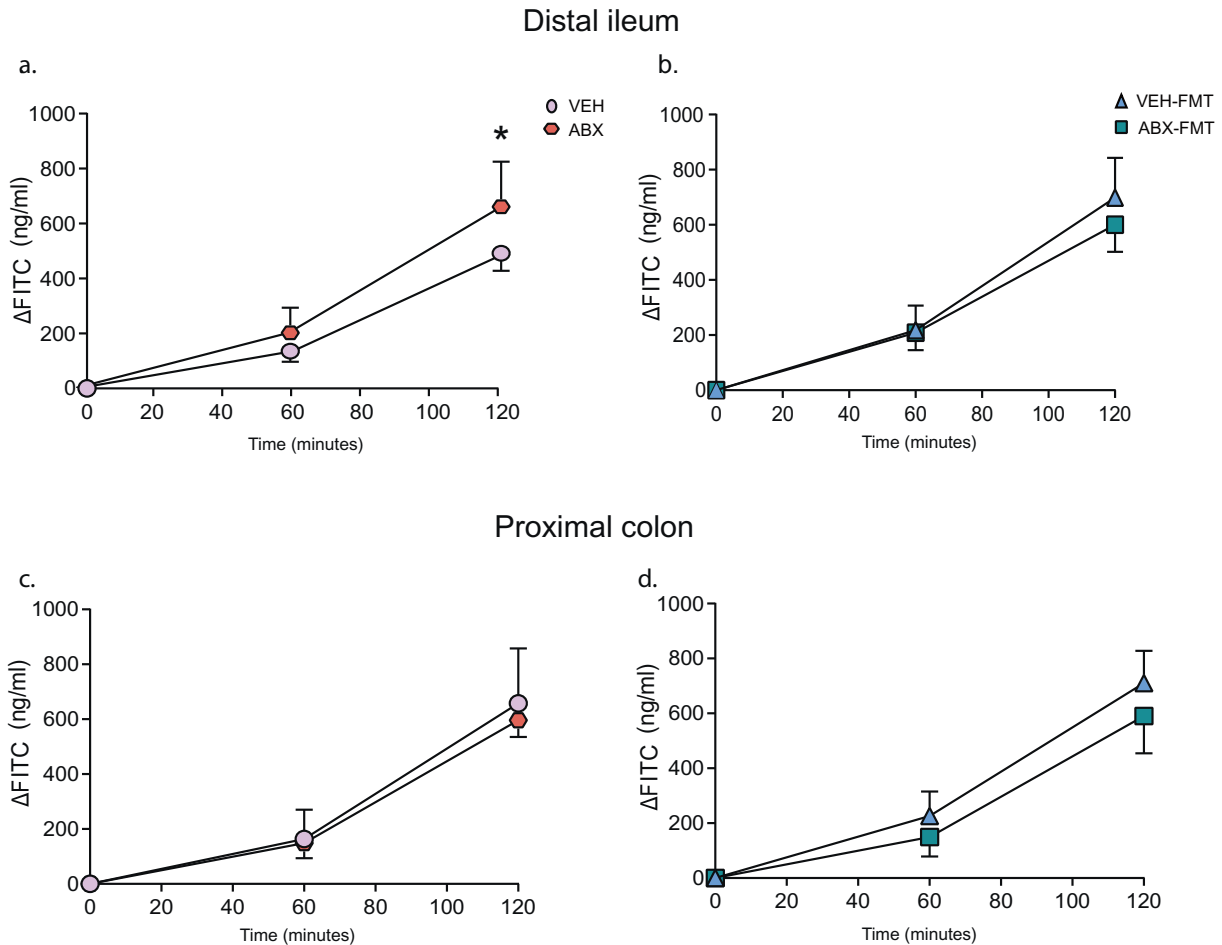 Distal ileum
a.
VEH
ABX
*
ΔFITC (ng/ml)
1000
800
600
400
200
0
0 20 40 60 80 100 120
Time (minutes)
b.
VEH-FMT
ABX-FMT
ΔFITC (ng/ml)
1000
800
600
400
200
0
0 20 40 60 80 100 120
Time (minutes)
Proximal colon
c.
ΔFITC (ng/ml)
1000
800
600
400
200
0
0 20 40 60 80 100 120
Time (minutes)
d.
ΔFITC (ng/ml)
1000
800
600
400
200
0
0 20 40 60 80 100 120
Time (minutes)